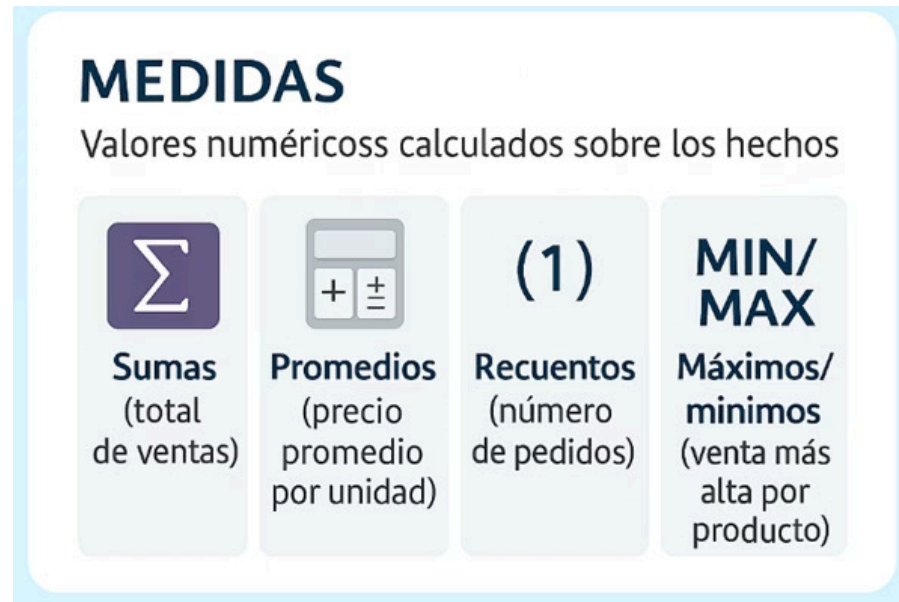 MEDIDAS
Valores numéricoss calculados sobre los hechos
Σ
Sumas
(total
de ventas)
+ ±
Promedios
(precio
promedio
por unidad)
(1)
Recuentos
(número
de pedidos)
MIN/
MAX
Máximos/
minimos
(venta más
alta por
producto)